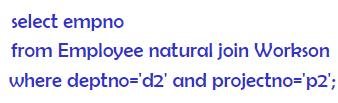 select empno
from Employee natural join Workson
where deptno='d2' and projectno='p2';